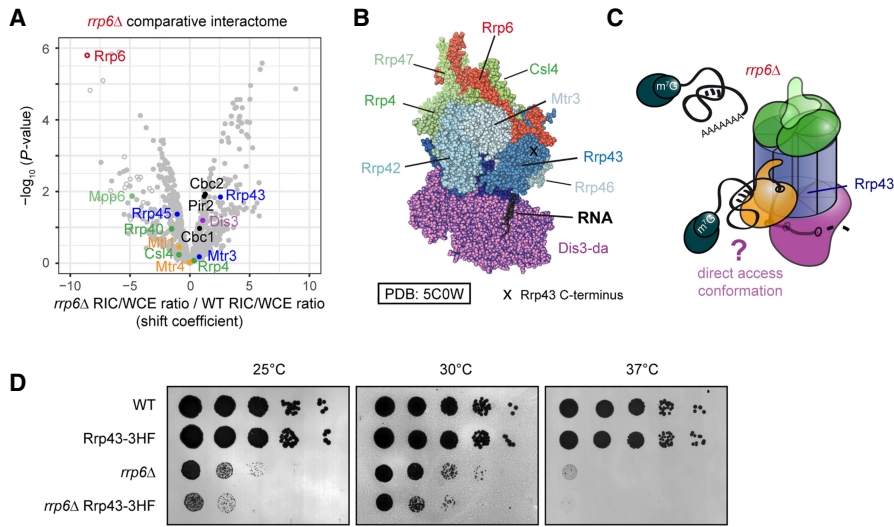 A
rrp6Δ comparative interactome
−log₁₀ (P-value)
6
4
2
0
Rrp6
Mpp6
Cbc2
Rrp43
Pir2
Rrp45
Dis3
Rrp40
Cbc1
Mtl1
Csl4
Mtr3
Mtr4
Rrp4
−10
−5
0
5
10
rrp6Δ RIC/WCE ratio / WT RIC/WCE ratio
(shift coefficient)
B
Rrp6
Rrp47
Csl4
Rrp4
Mtr3
X
Rrp42
Rrp43
Rrp46
RNA
Dis3-da
PDB: 5C0W
X Rrp43 C-terminus
C
rrp6Δ
m⁷G
AAAAAAA
Rrp43
m⁷G
?
direct access
conformation
D
25°C
30°C
37°C
WT
Rrp43-3HF
rrp6Δ
rrp6Δ Rrp43-3HF